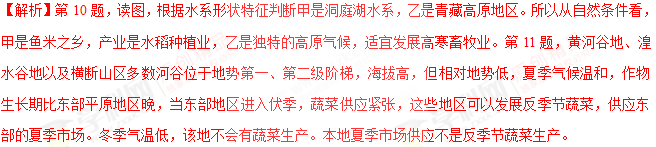 【解析】第 10 题，读图，根据水系形状特征判断甲是洞庭湖水系，乙是青藏高原地区。所以从自然条件看，
甲是鱼米之乡，产业是水稻种植业，乙是独特的高原气候，适宜发展高寒畜牧业。第 11 题，黄河谷地、湟
水谷地以及横断山区多数河谷位于地势第一、第二级阶梯，海拔高，但相对地势低，夏季气候温和，作物
生长期比东部平原地区晚，当东部地区进入伏季，蔬菜供应紧张，这些地区可以发展反季节蔬菜，供应东
部的夏季市场。冬季气温低，该地不会有蔬菜生产。本地夏季市场供应不是反季节蔬菜生产。